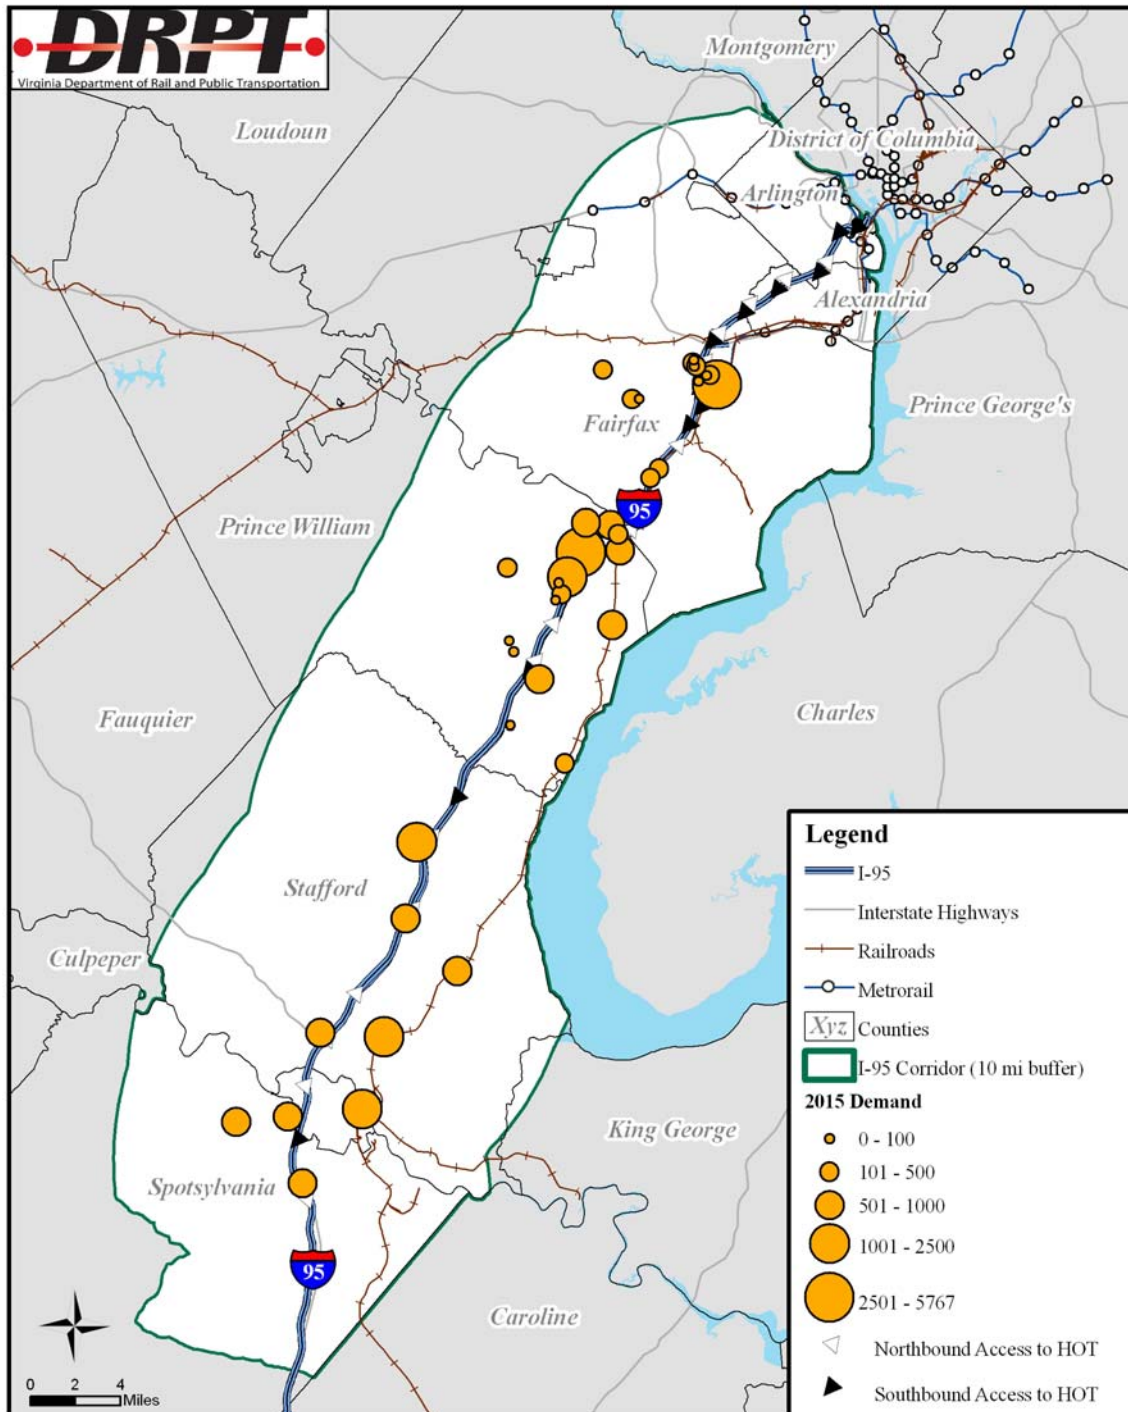 DRPT
Virginia Department of Rail and Public Transportation
Montgomery
Loudoun
District of Columbia
Arlington
Alexandria
Prince George's
Fairfax
95
Prince William
Fauquier
Charles
Stafford
Culpeper
King George
Spotsylvania
95
Caroline
0 2 4
Miles
Legend
I-95
Interstate Highways
Railroads
Metrorail
Xyz Counties
I-95 Corridor (10 mi buffer)
2015 Demand
0 - 100
101 - 500
501 - 1000
1001 - 2500
2501 - 5767
Northbound Access to HOT
Southbound Access to HOT